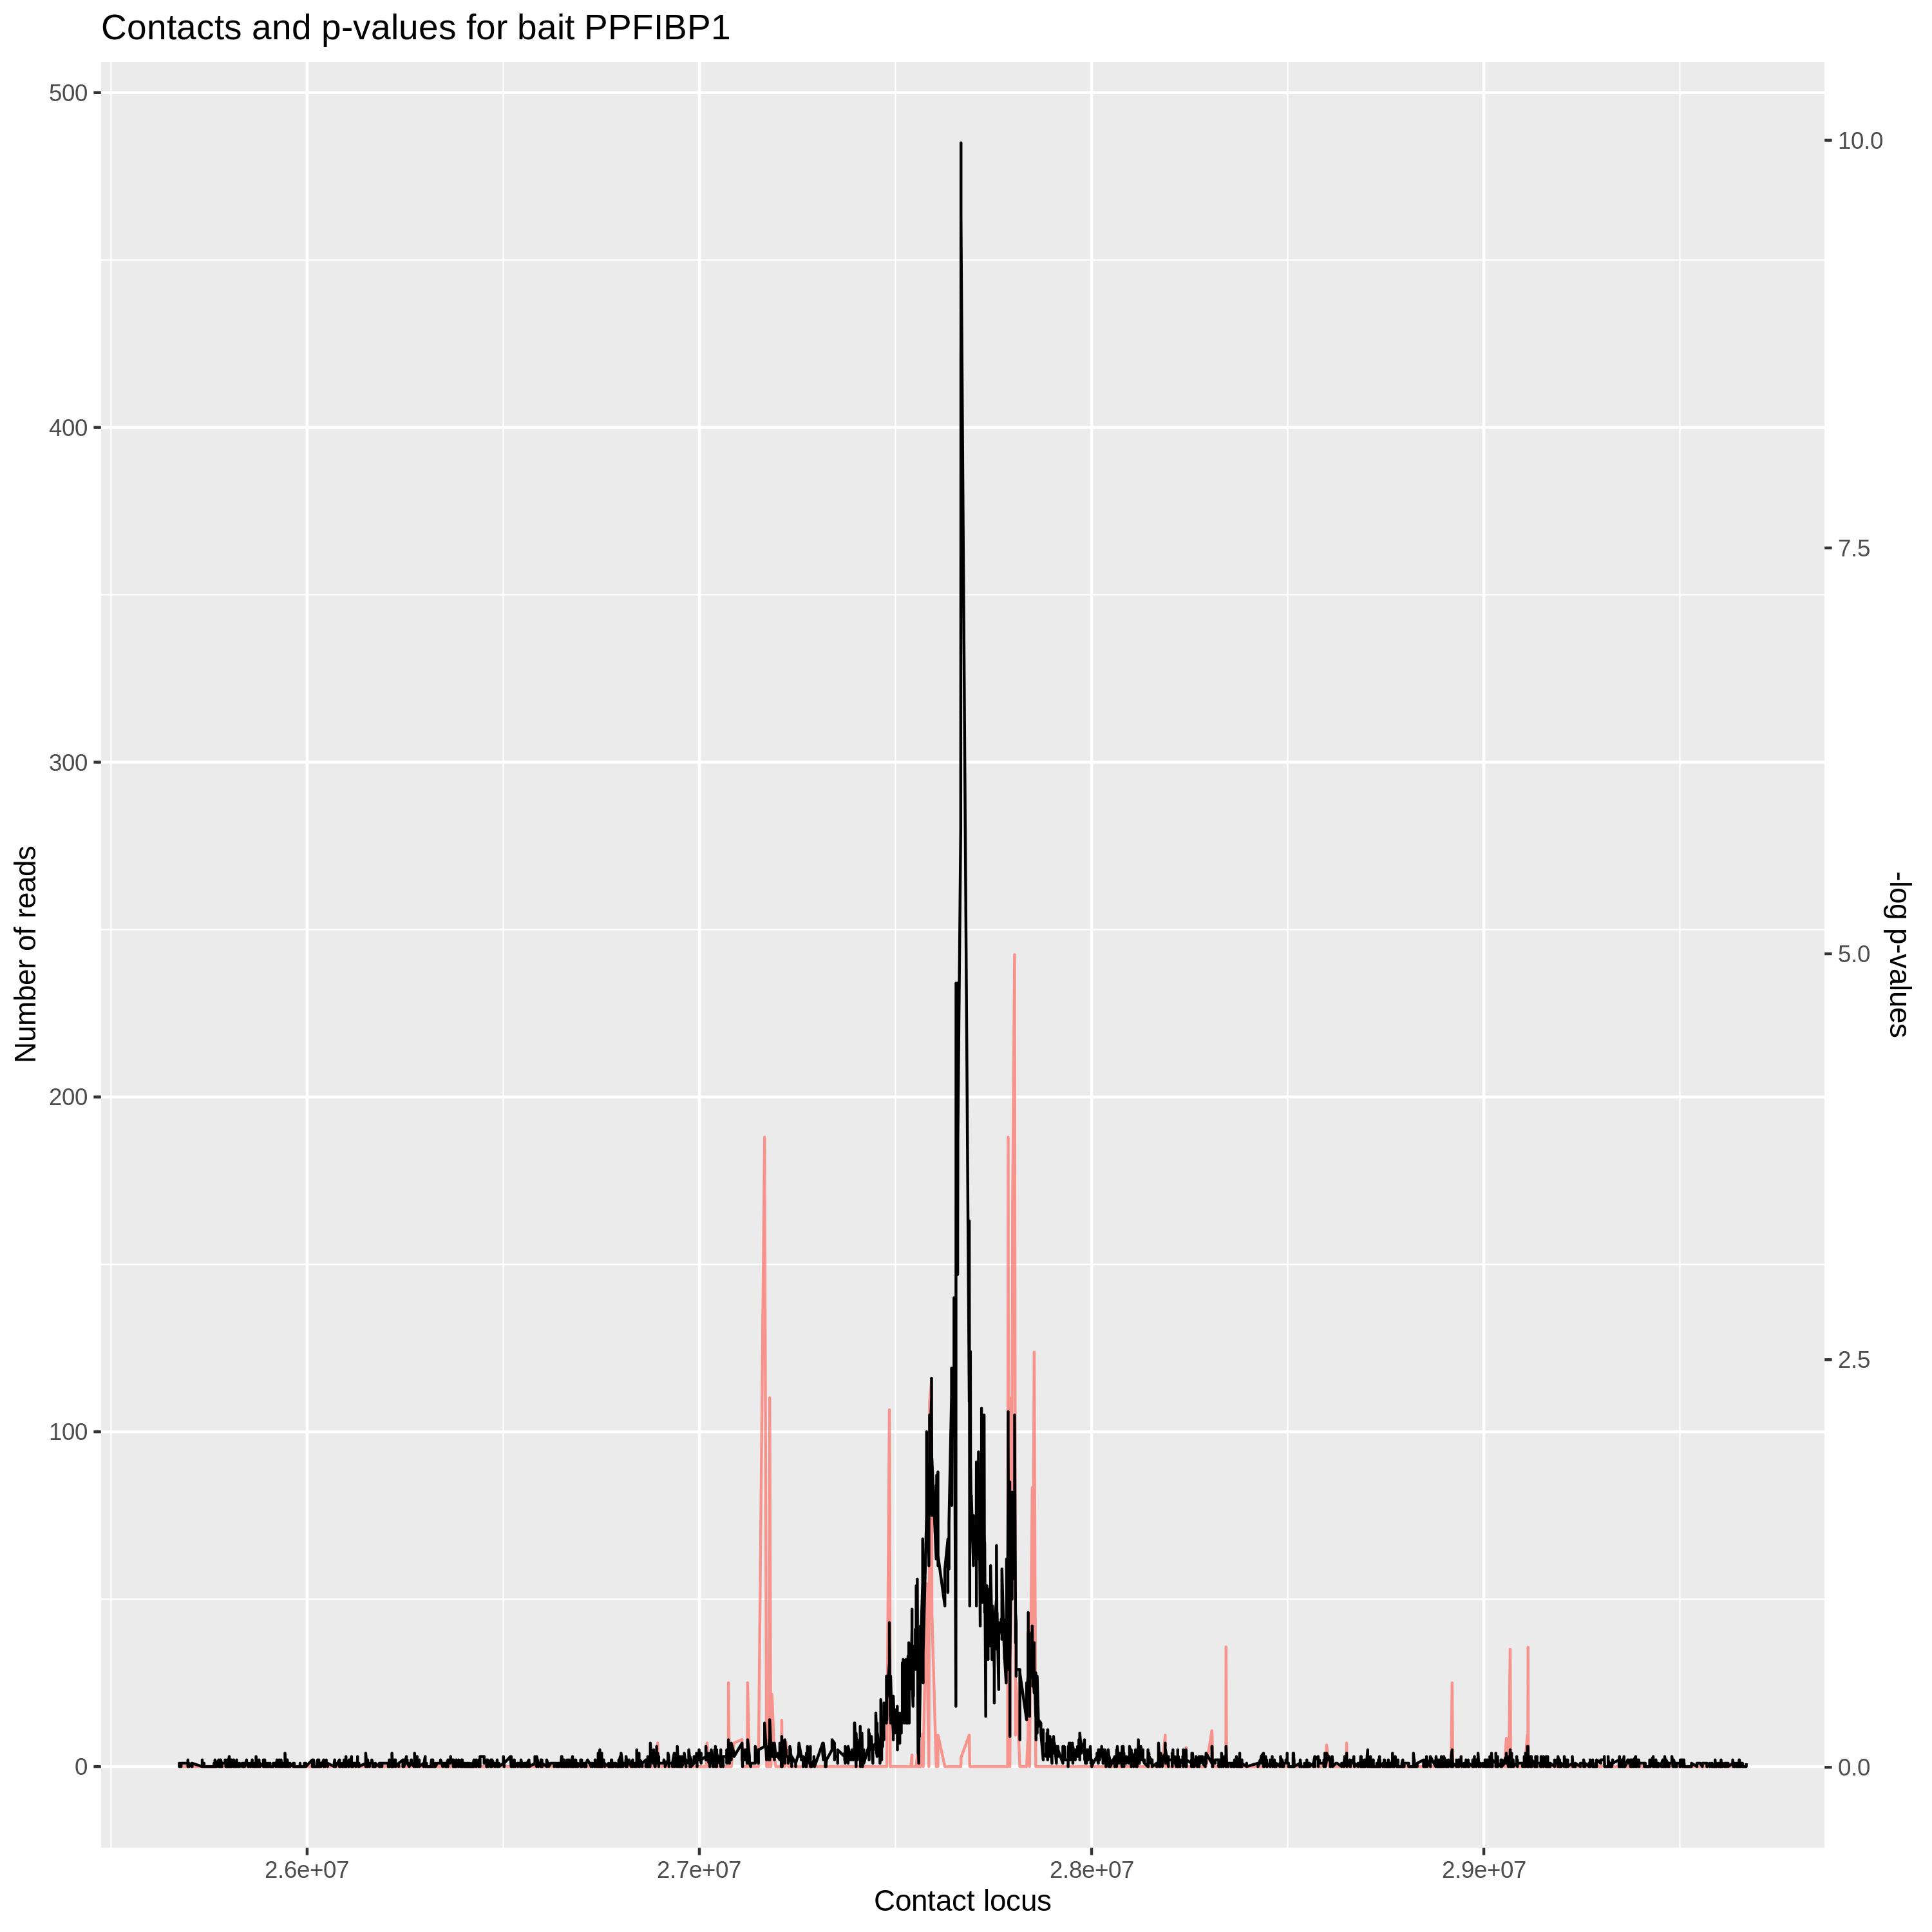 Contacts and p-values for bait PPFIBP1
500
400
300
200
100
0
Number of reads
10.0
7.5
5.0
2.5
0.0
-log p-values
2.6e+07
2.7e+07
2.8e+07
2.9e+07
Contact locus